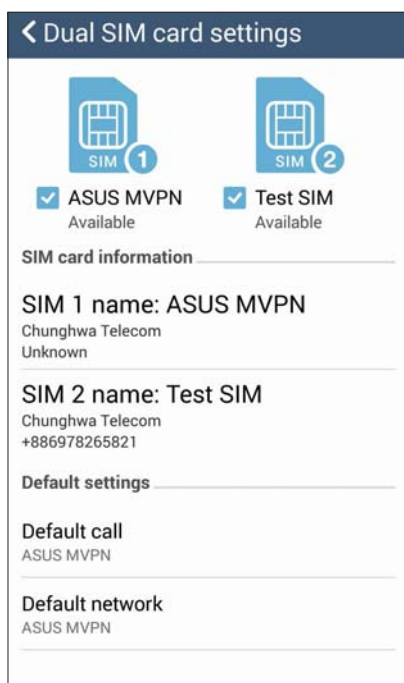 Dual SIM card settings
SIM 1 SIM 2
ASUS MVPN Test SIM
Available Available
SIM card information
SIM 1 name: ASUS MVPN
Chunghwa Telecom
Unknown
SIM 2 name: Test SIM
Chunghwa Telecom
+886978265821
Default settings
Default call
ASUS MVPN
Default network
ASUS MVPN